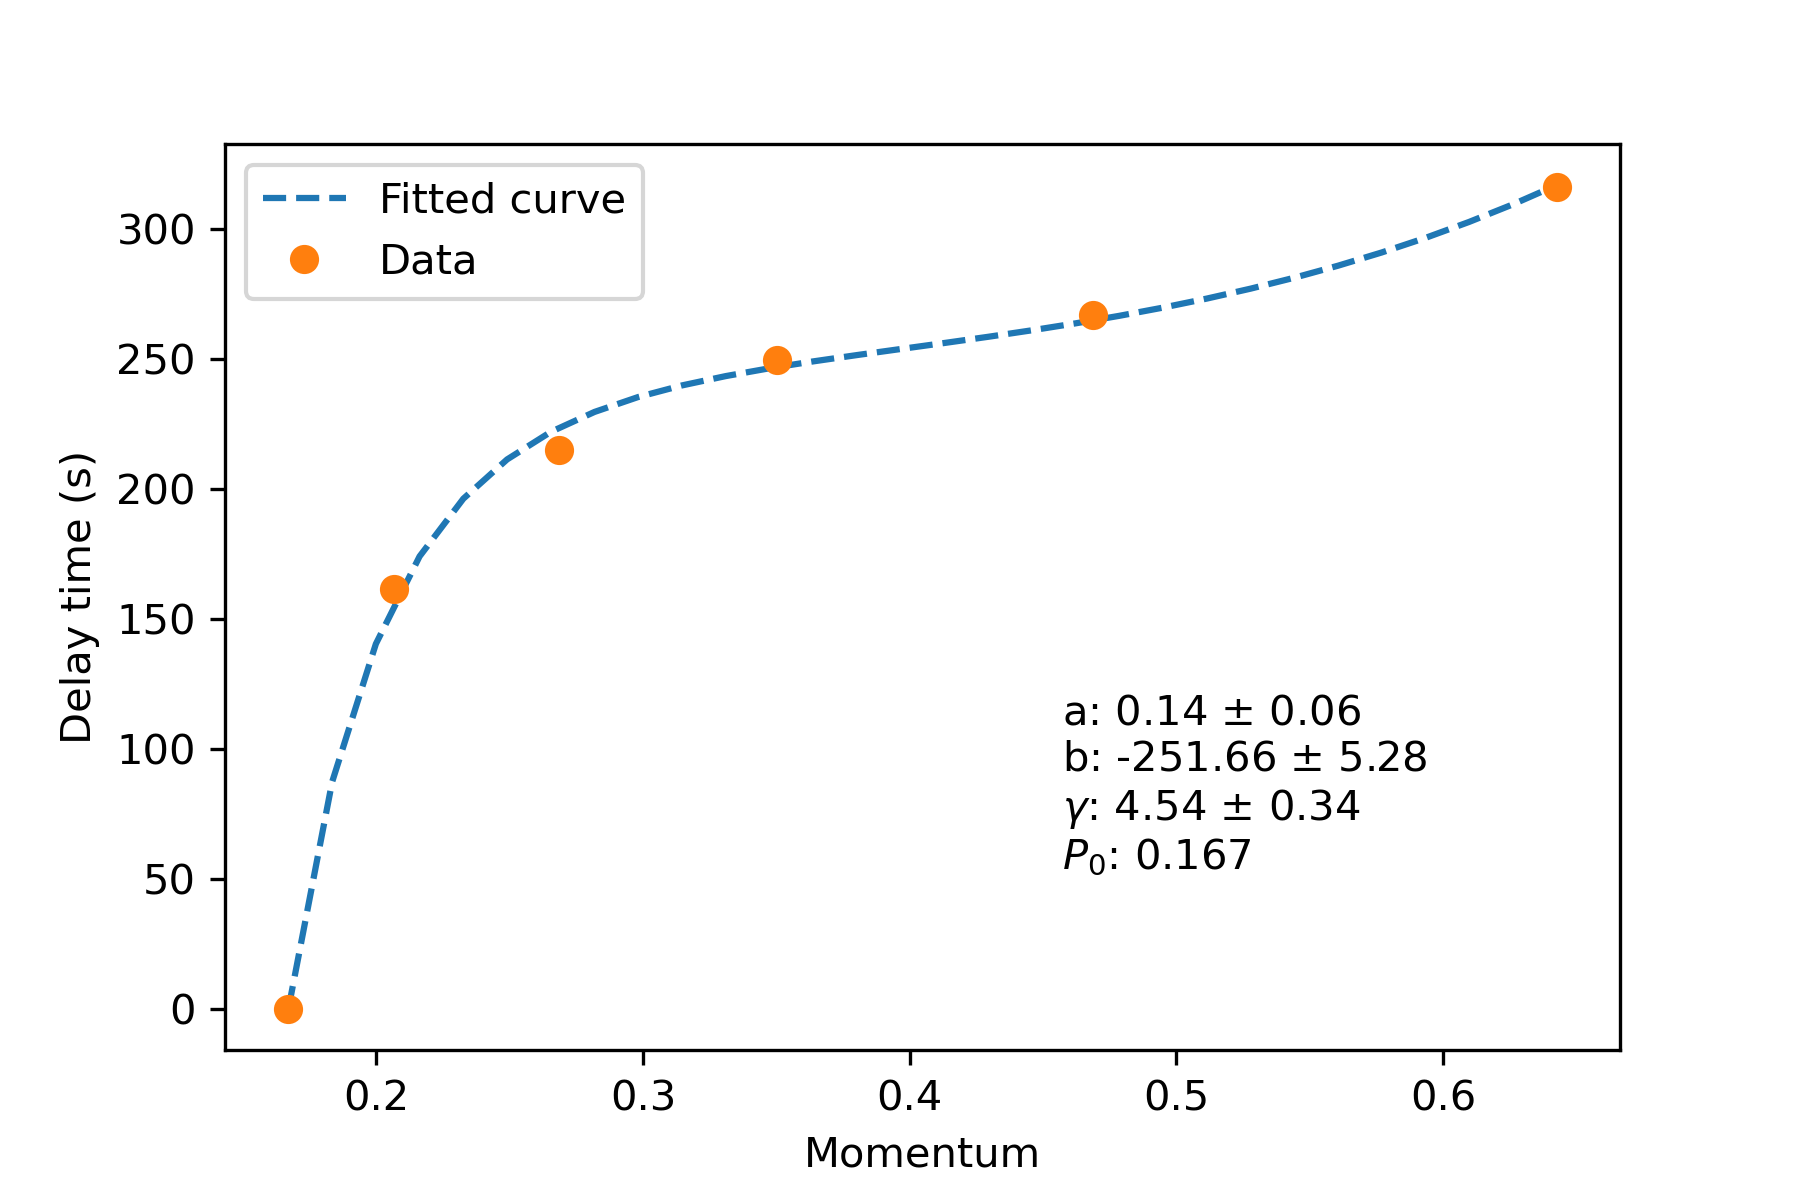 Fitted curve
Data
300
250
200
150
100
50
0
Delay time (s)
a: 0.14 ± 0.06
b: -251.66 ± 5.28
γ: 4.54 ± 0.34
P₀: 0.167
0.2 0.3 0.4 0.5 0.6
Momentum